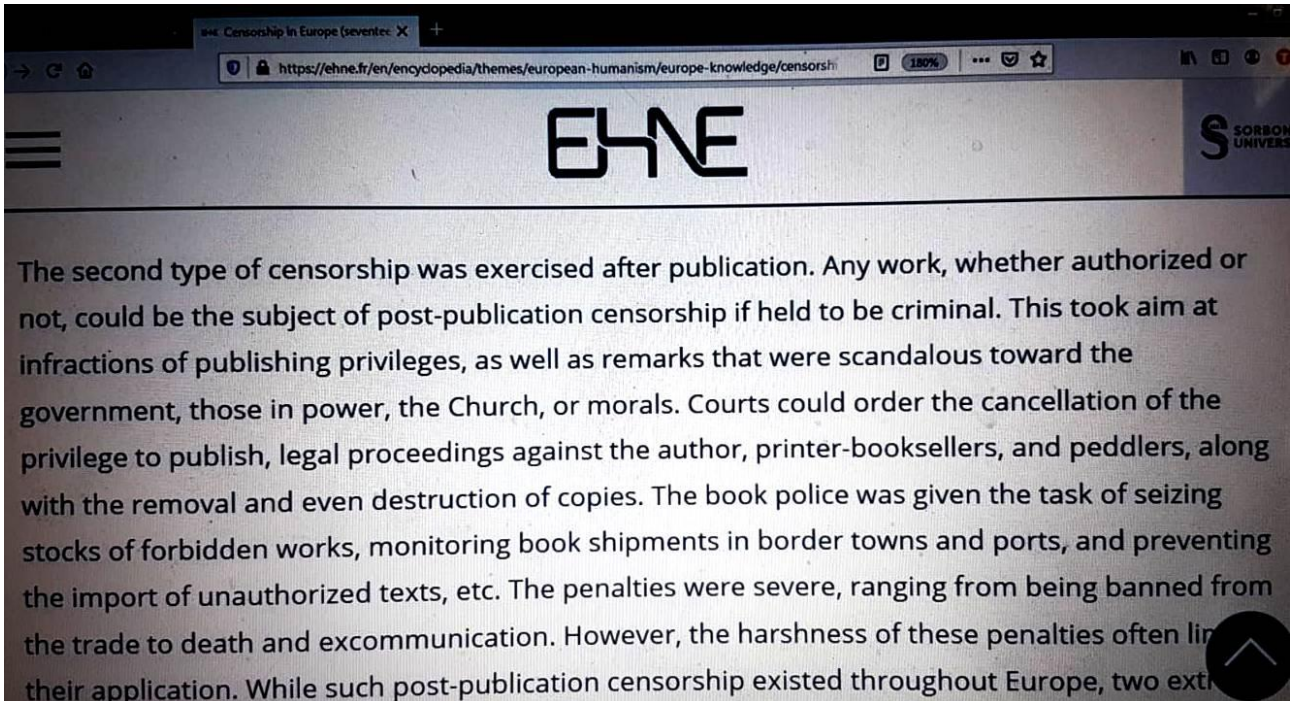 Censorship in Europe (seventee
https://ehne.fr/en/encyclopedia/themes/european-humanism/europe-knowledge/censorshi
180%
EHNE
SORBON
UNIVERS
The second type of censorship was exercised after publication. Any work, whether authorized or
not, could be the subject of post-publication censorship if held to be criminal. This took aim at
infractions of publishing privileges, as well as remarks that were scandalous toward the
government, those in power, the Church, or morals. Courts could order the cancellation of the
privilege to publish, legal proceedings against the author, printer-booksellers, and peddlers, along
with the removal and even destruction of copies. The book police was given the task of seizing
stocks of forbidden works, monitoring book shipments in border towns and ports, and preventing
the import of unauthorized texts, etc. The penalties were severe, ranging from being banned from
the trade to death and excommunication. However, the harshness of these penalties often
their application. While such post-publication censorship existed throughout Europe, two